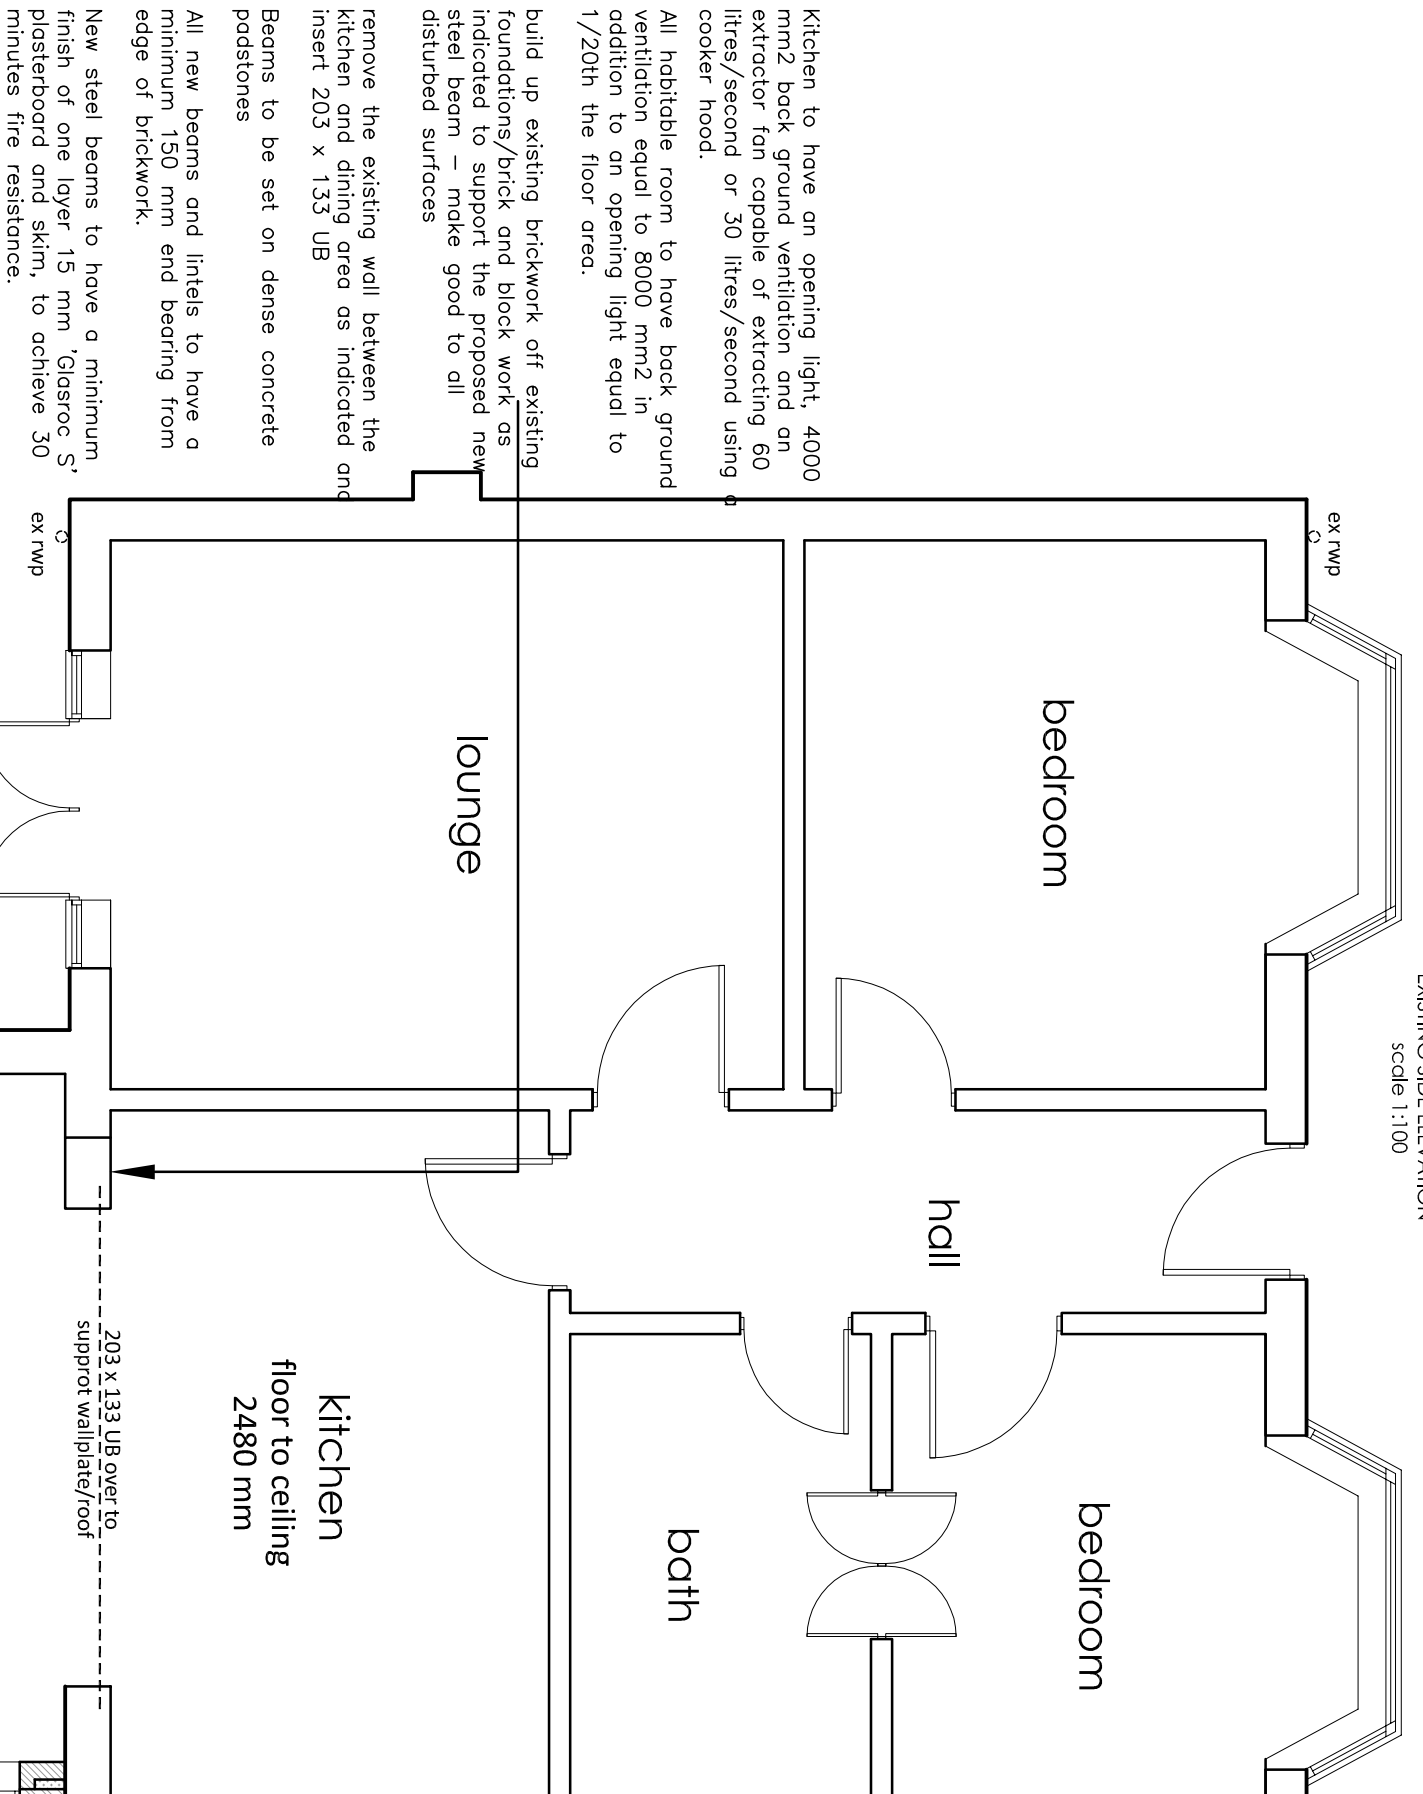 Kitchen to have an opening light, 4000
mm2 back ground ventilation and an
extractor fan capable of extracting 60
litres/second or 30 litres/second using a
cooker hood.
All habitable room to have back ground
ventilation equal to 8000 mm2 in
addition to an opening light equal to
1/20th the floor area.
build up existing brickwork off existing
foundations/brick and block work as
indicated to support the proposed new
steel beam – make good to all
disturbed surfaces
remove the existing wall between the
kitchen and dining area as indicated and
insert 203 x 133 UB
Beams to be set on dense concrete
padstones
All new beams and lintels to have a
minimum 150 mm end bearing from
edge of brickwork.
New steel beams to have a minimum
finish of one layer 15 mm 'Glasroc S'
plasterboard and skim, to achieve 30
minutes fire resistance.
ex rwp
ex rwp
bedroom
lounge
EXISTING SIDE ELEVATION
scale 1:100
hall
203 x 133 UB over to
supprot wallplate/roof
kitchen
floor to ceiling
2480 mm
bath
bedroom